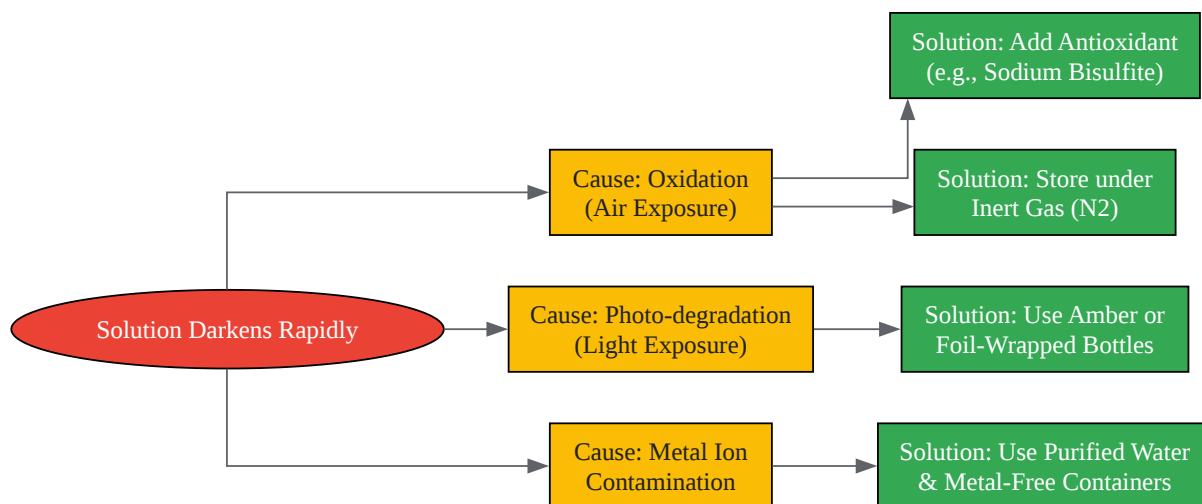 Solution: Add Antioxidant
(e.g., Sodium Bisulfite)
Cause: Oxidation
(Air Exposure)
Solution: Store under
Inert Gas (N2)
Solution Darkens Rapidly
Cause: Photo-degradation
(Light Exposure)
Solution: Use Amber or
Foil-Wrapped Bottles
Cause: Metal Ion
Contamination
Solution: Use Purified Water
& Metal-Free Containers